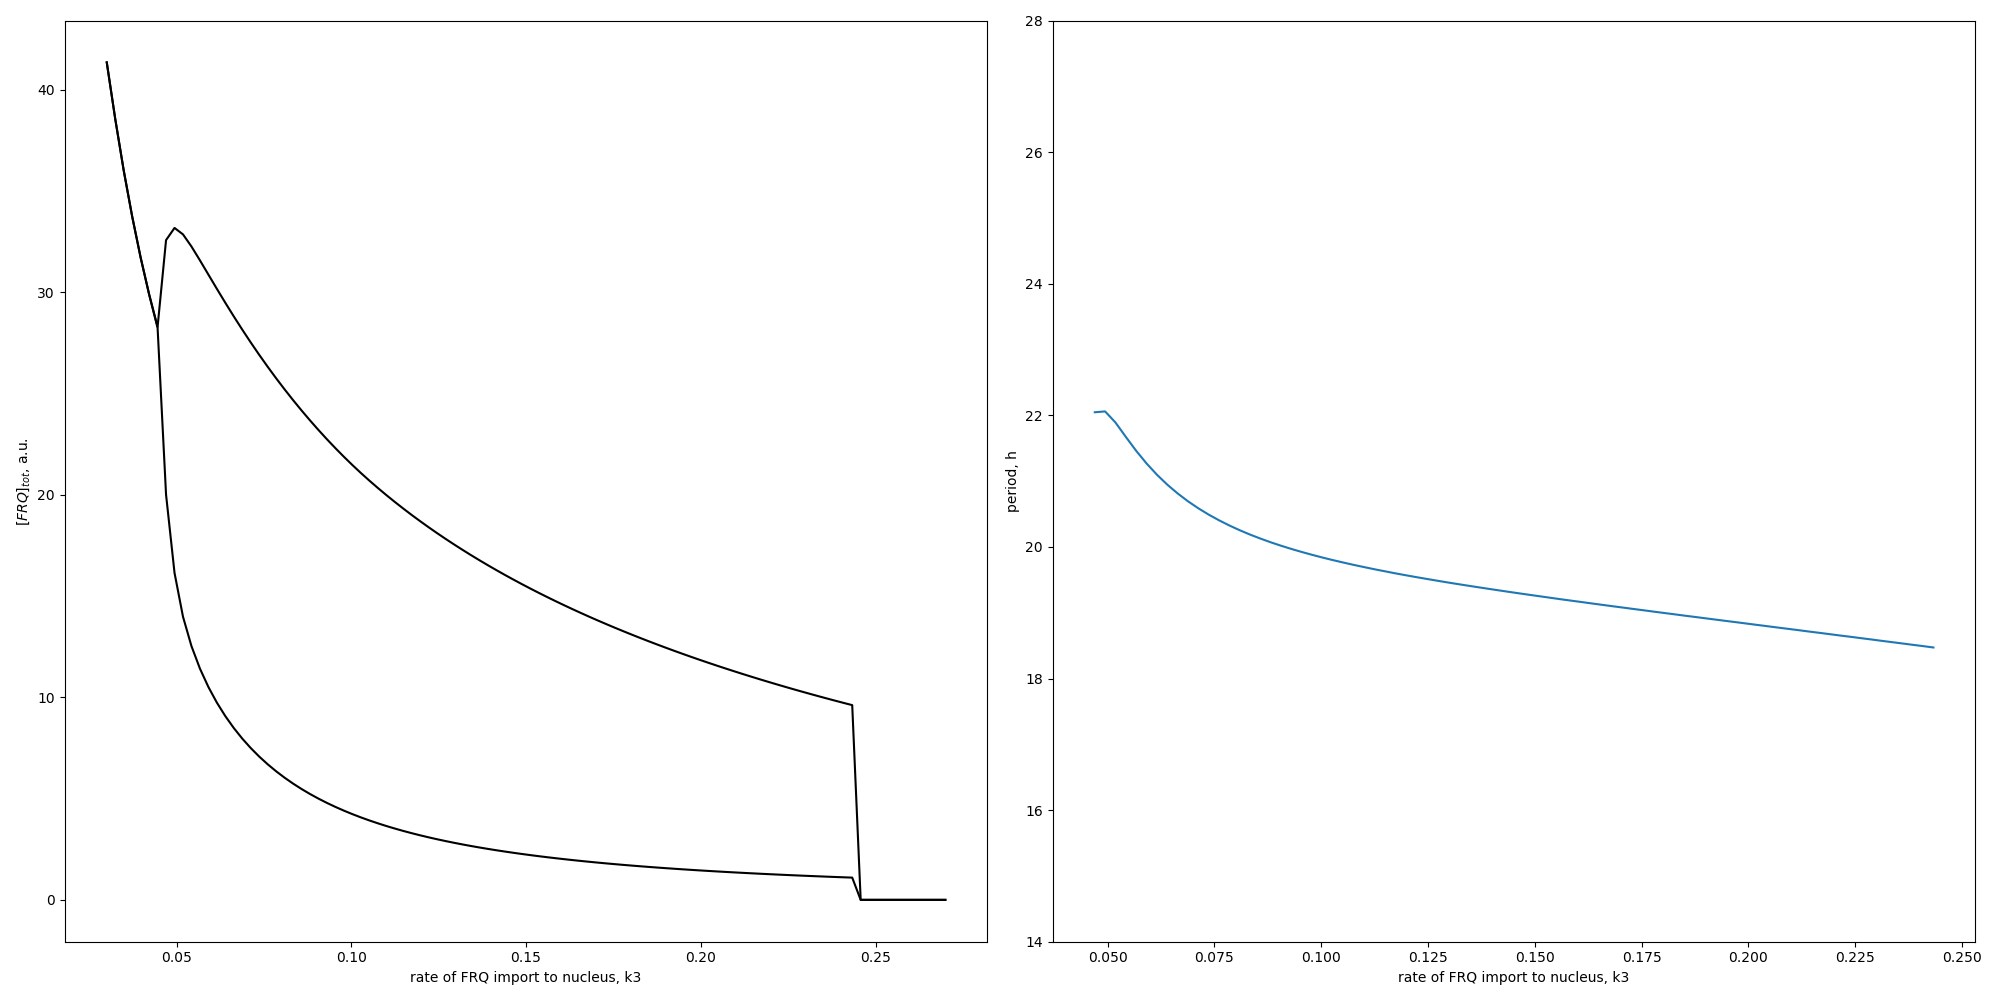 40
30
20
10
0
[FRQ]tot, a.u.
0.05 0.10 0.15 0.20 0.25
rate of FRQ import to nucleus, k3
28
26
24
22
20
18
16
14
period, h
0.050 0.075 0.100 0.125 0.150 0.175 0.200 0.225 0.250
rate of FRQ import to nucleus, k3